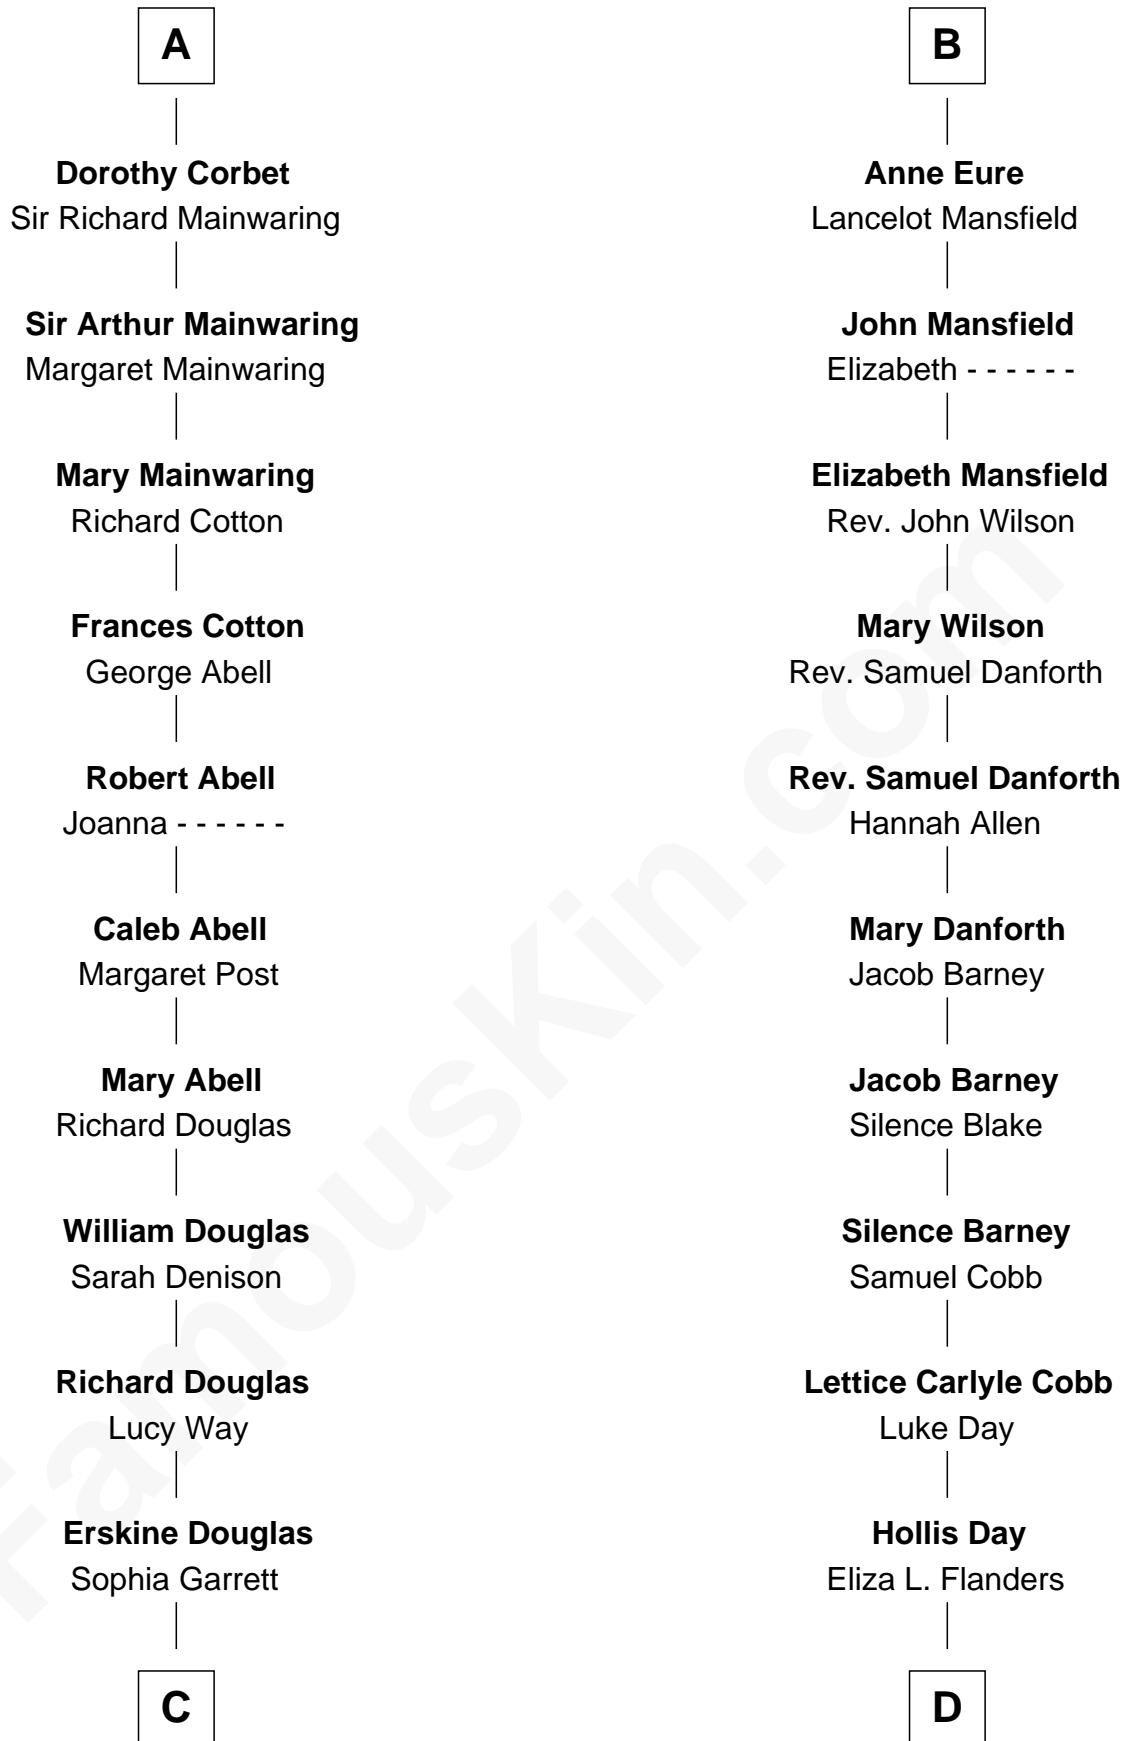 A
Dorothy Corbet
Sir Richard Mainwaring
Sir Arthur Mainwaring
Margaret Mainwaring
Mary Mainwaring
Richard Cotton
Frances Cotton
George Abell
Robert Abell
Joanna - - - - - -
Caleb Abell
Margaret Post
Mary Abell
Richard Douglas
William Douglas
Sarah Denison
Richard Douglas
Lucy Way
Erskine Douglas
Sophia Garrett
C
B
Anne Eure
Lancelot Mansfield
John Mansfield
Elizabeth - - - - - -
Elizabeth Mansfield
Rev. John Wilson
Mary Wilson
Rev. Samuel Danforth
Rev. Samuel Danforth
Hannah Allen
Mary Danforth
Jacob Barney
Jacob Barney
Silence Blake
Silence Barney
Samuel Cobb
Lettice Carlyle Cobb
Luke Day
Hollis Day
Eliza L. Flanders
D
FamousKin.com